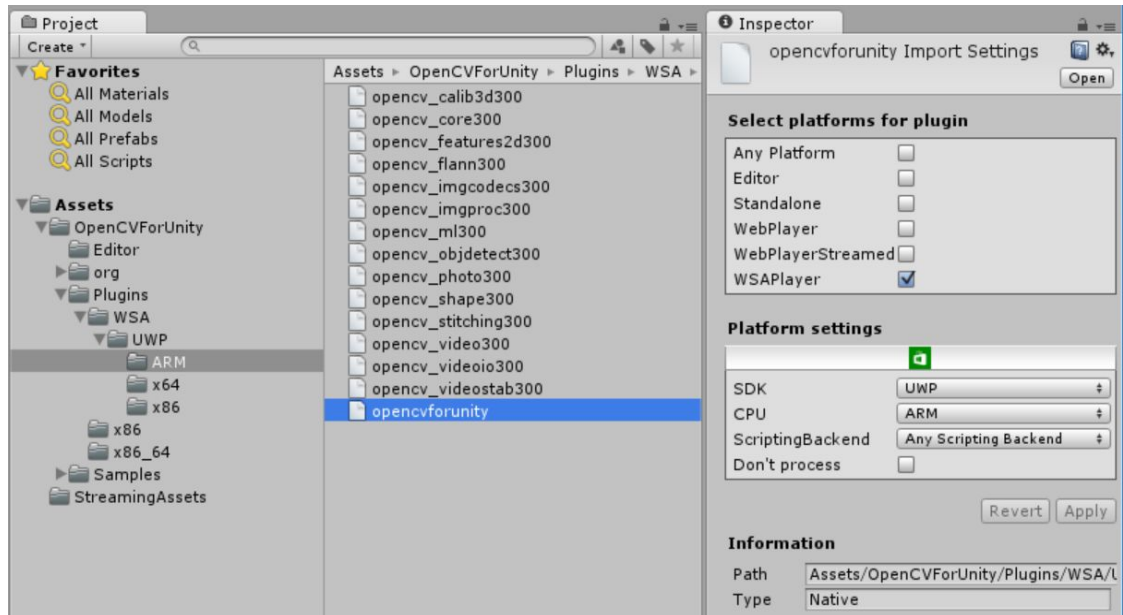 Project
Create
Favorites
All Materials
All Models
All Prefabs
All Scripts
Assets
OpenCVForUnity
Editor
org
Plugins
WSA
UWP
ARM
x64
x86
x86
x86_64
Samples
StreamingAssets
Assets OpenCVForUnity Plugins WSA
opencv_calib3d300
opencv_core300
opencv_features2d300
opencv_flann300
opencv_imgcodecs300
opencv_imgproc300
opencv_ml300
opencv_objdetect300
opencv_photo300
opencv_shape300
opencv_stitching300
opencv_video300
opencv_videoio300
opencv_videostab300
opencvforunity
Inspector
opencvforunity Import Settings
Open
Select platforms for plugin
Any Platform
Editor
Standalone
WebPlayer
WebPlayerStreamed
WSAPlayer
Platform settings
SDK UWP
CPU ARM
ScriptingBackend Any Scripting Backend
Don't process
Revert Apply
Information
Path Assets/OpenCVForUnity/Plugins/WSA/
Type Native